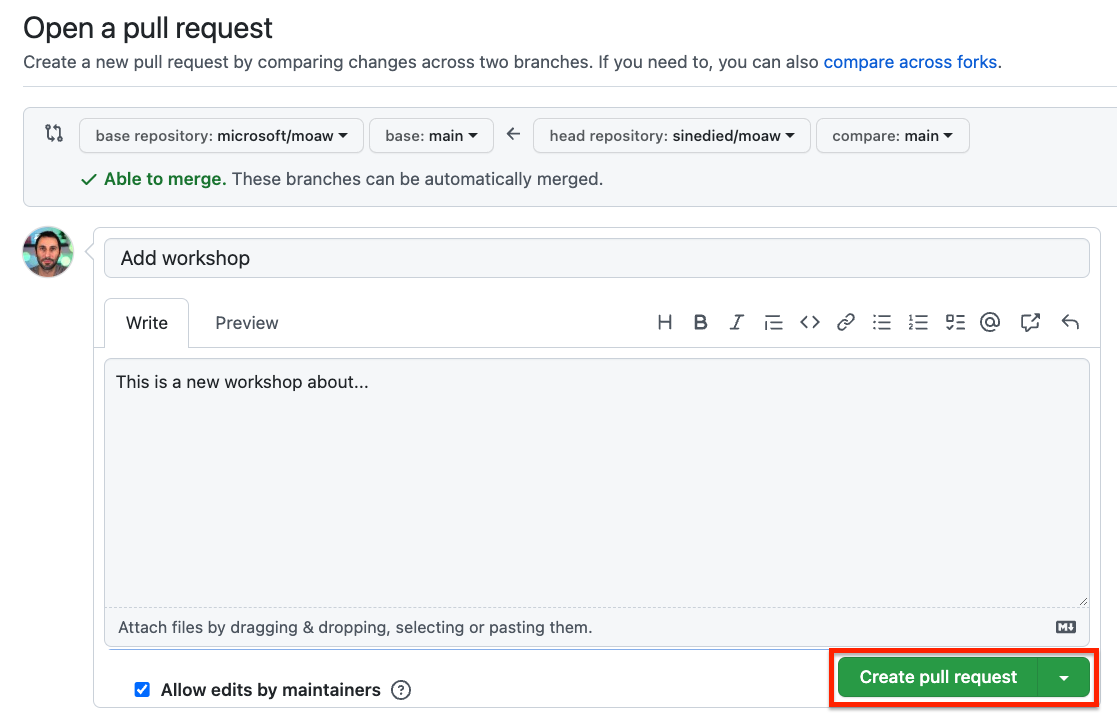 Open a pull request
Create a new pull request by comparing changes across two branches. If you need to, you can also compare across forks.
base repository: microsoft/moaw base: main head repository: sinedied/moaw compare: main
Able to merge. These branches can be automatically merged.
Add workshop
Write Preview
This is a new workshop about...
Attach files by dragging & dropping, selecting or pasting them.
Allow edits by maintainers
Create pull request